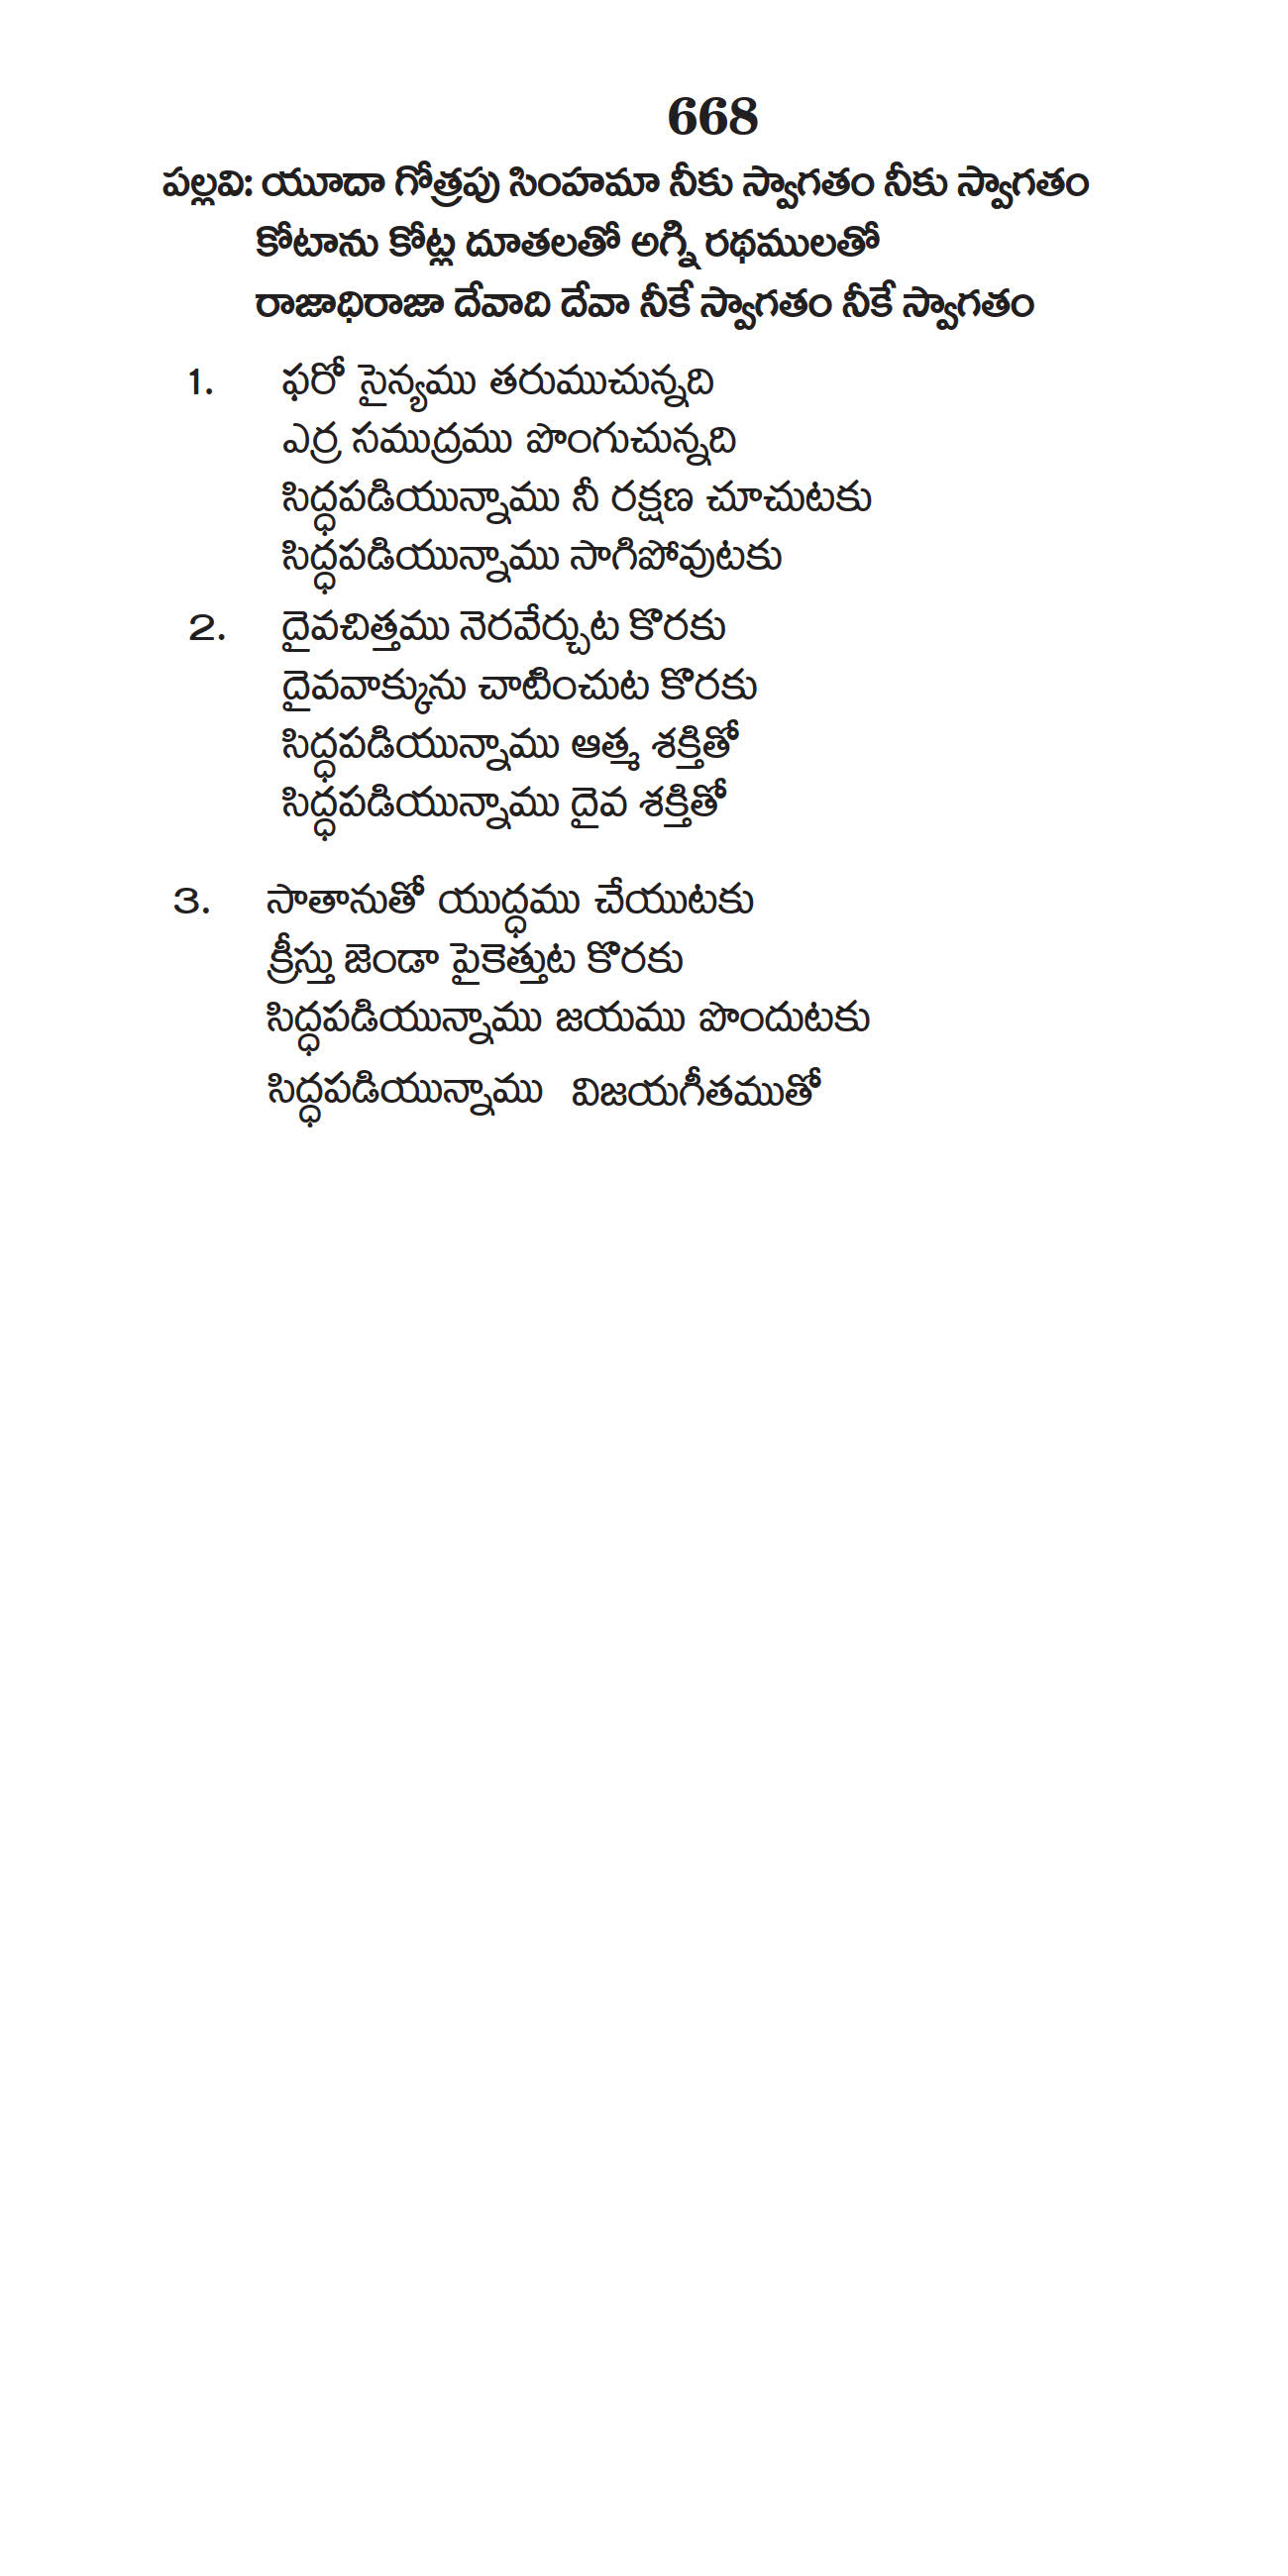 668
పల్లవి: యూదా గోత్రపు సింహమా నీకు స్వాగతం నీకు స్వాగతం
కోటాను కోట్ల దూతలతో అగ్ని రథములతో
రాజాధిరాజా దేవాది దేవా నీకే స్వాగతం నీకే స్వాగతం
1. ఫరో సైన్యము తరుముచున్నది
ఎర్ర సముద్రము పొంగుచున్నది
సిద్ధపడియున్నాము నీ రక్షణ చూచుటకు
సిద్ధపడియున్నాము సాగిపోవుటకు
2. దైవచిత్తము నెరవేర్చుట కొరకు
దైవవాక్కును చాటించుట కొరకు
సిద్ధపడియున్నాము ఆత్మ శక్తితో
సిద్ధపడియున్నాము దైవ శక్తితో
3. సాతానుతో యుద్ధము చేయుటకు
క్రీస్తు జెండా పైకెత్తుట కొరకు
సిద్ధపడియున్నాము జయము పొందుటకు
సిద్ధపడియున్నాము విజయగీతముతో